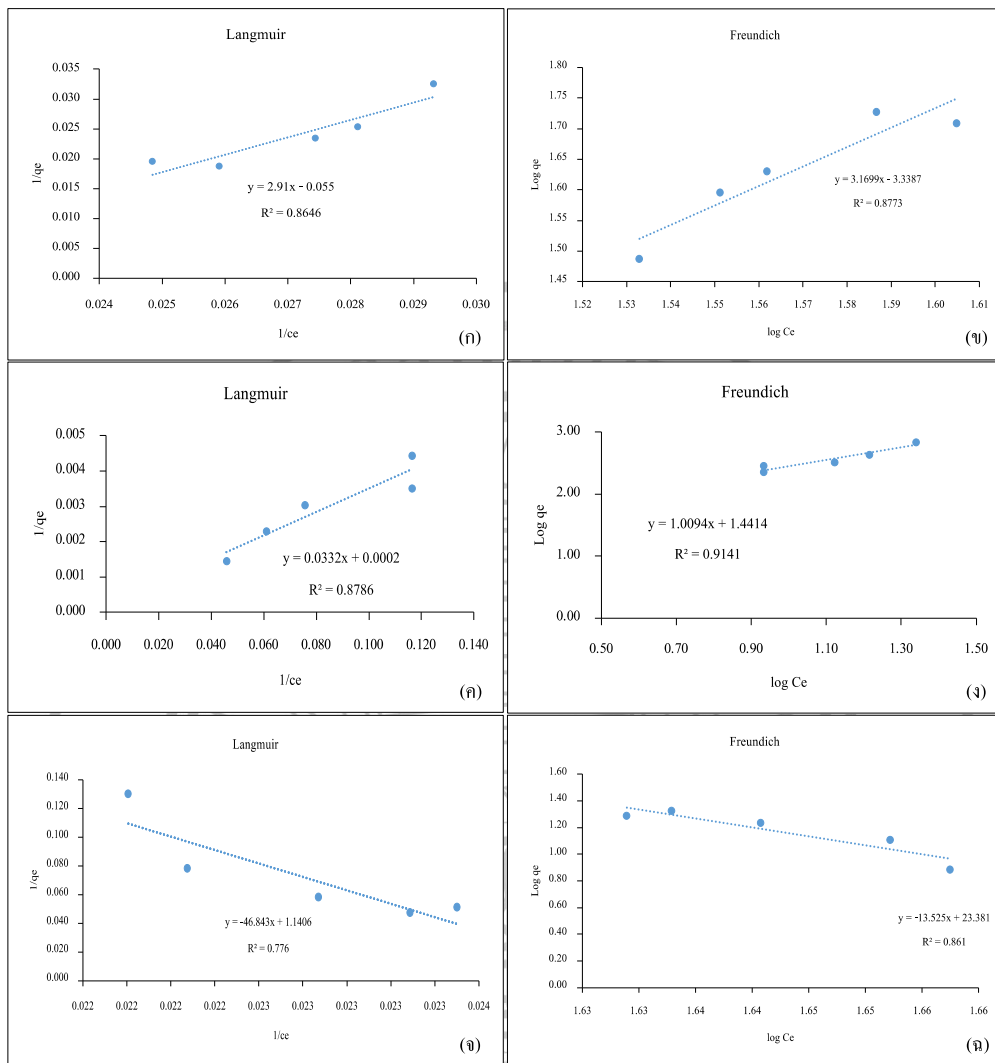 Langmuir
1/qe
0.035
0.030
0.025
0.020
0.015
0.010
0.005
0.000
y = 2.91x - 0.055
R² = 0.8646
0.024 0.025 0.026 0.027 0.028 0.029 0.030
1/ce
(ก)
Freundich
Log qe
1.80
1.75
1.70
1.65
1.60
1.55
1.50
1.45
y = 3.1699x - 3.3387
R² = 0.8773
1.52 1.53 1.54 1.55 1.56 1.57 1.58 1.59 1.60 1.61
log Ce
(ข)
Langmuir
1/qe
0.005
0.004
0.003
0.002
0.001
0.000
y = 0.0332x + 0.0002
R² = 0.8786
0.000 0.020 0.040 0.060 0.080 0.100 0.120 0.140
1/ce
(ค)
Freundich
Log qe
3.00
2.00
1.00
0.00
y = 1.0094x + 1.4414
R² = 0.9141
0.50 0.70 0.90 1.10 1.30 1.50
log Ce
(ง)
Langmuir
1/qe
0.140
0.120
0.100
0.080
0.060
0.040
0.020
0.000
y = -46.843x + 1.1406
R² = 0.776
0.022 0.022 0.022 0.022 0.023 0.023 0.023 0.023 0.023 0.024
1/ce
(จ)
Freundich
Log qe
1.60
1.40
1.20
1.00
0.80
0.60
0.40
0.20
0.00
y = -13.525x + 23.381
R² = 0.861
1.63 1.63 1.64 1.64 1.65 1.65 1.66 1.66
log Ce
(ฉ)